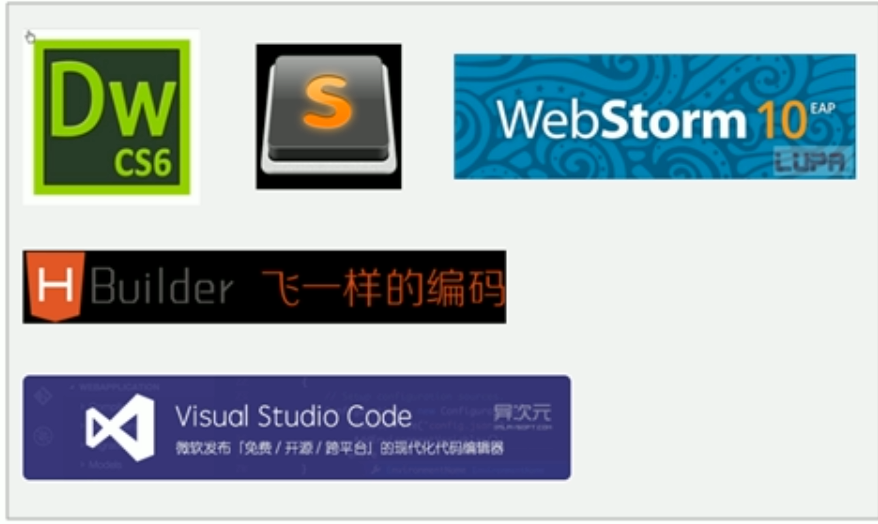 Dw
CS6
S
WebStorm 10 EAP
LUPA
H Builder 飞一样的编码
Visual Studio Code
异次元
微软发布「免费 / 开源 / 跨平台」的现代化代码编辑器